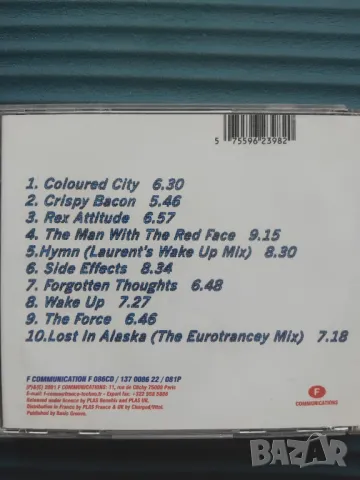 5 75596 23982
1. Coloured City 6.30
2. Crispy Bacon 5.46
3. Rex Attitude 6.57
4. The Man With The Red Face 9.15
5.Hymn (Laurent's Wake Up Mix) 8.30
6. Side Effects 8.34
7. Forgotten Thoughts 6.48
8. Wake Up 7.27
9. The Force 6.46
10.Lost In Alaska (The Eurotrancey Mix) 7.18
F COMMUNICATION F 086CD / 137 0086 22 / 081P
F
COMMUNICATIONS
bazar